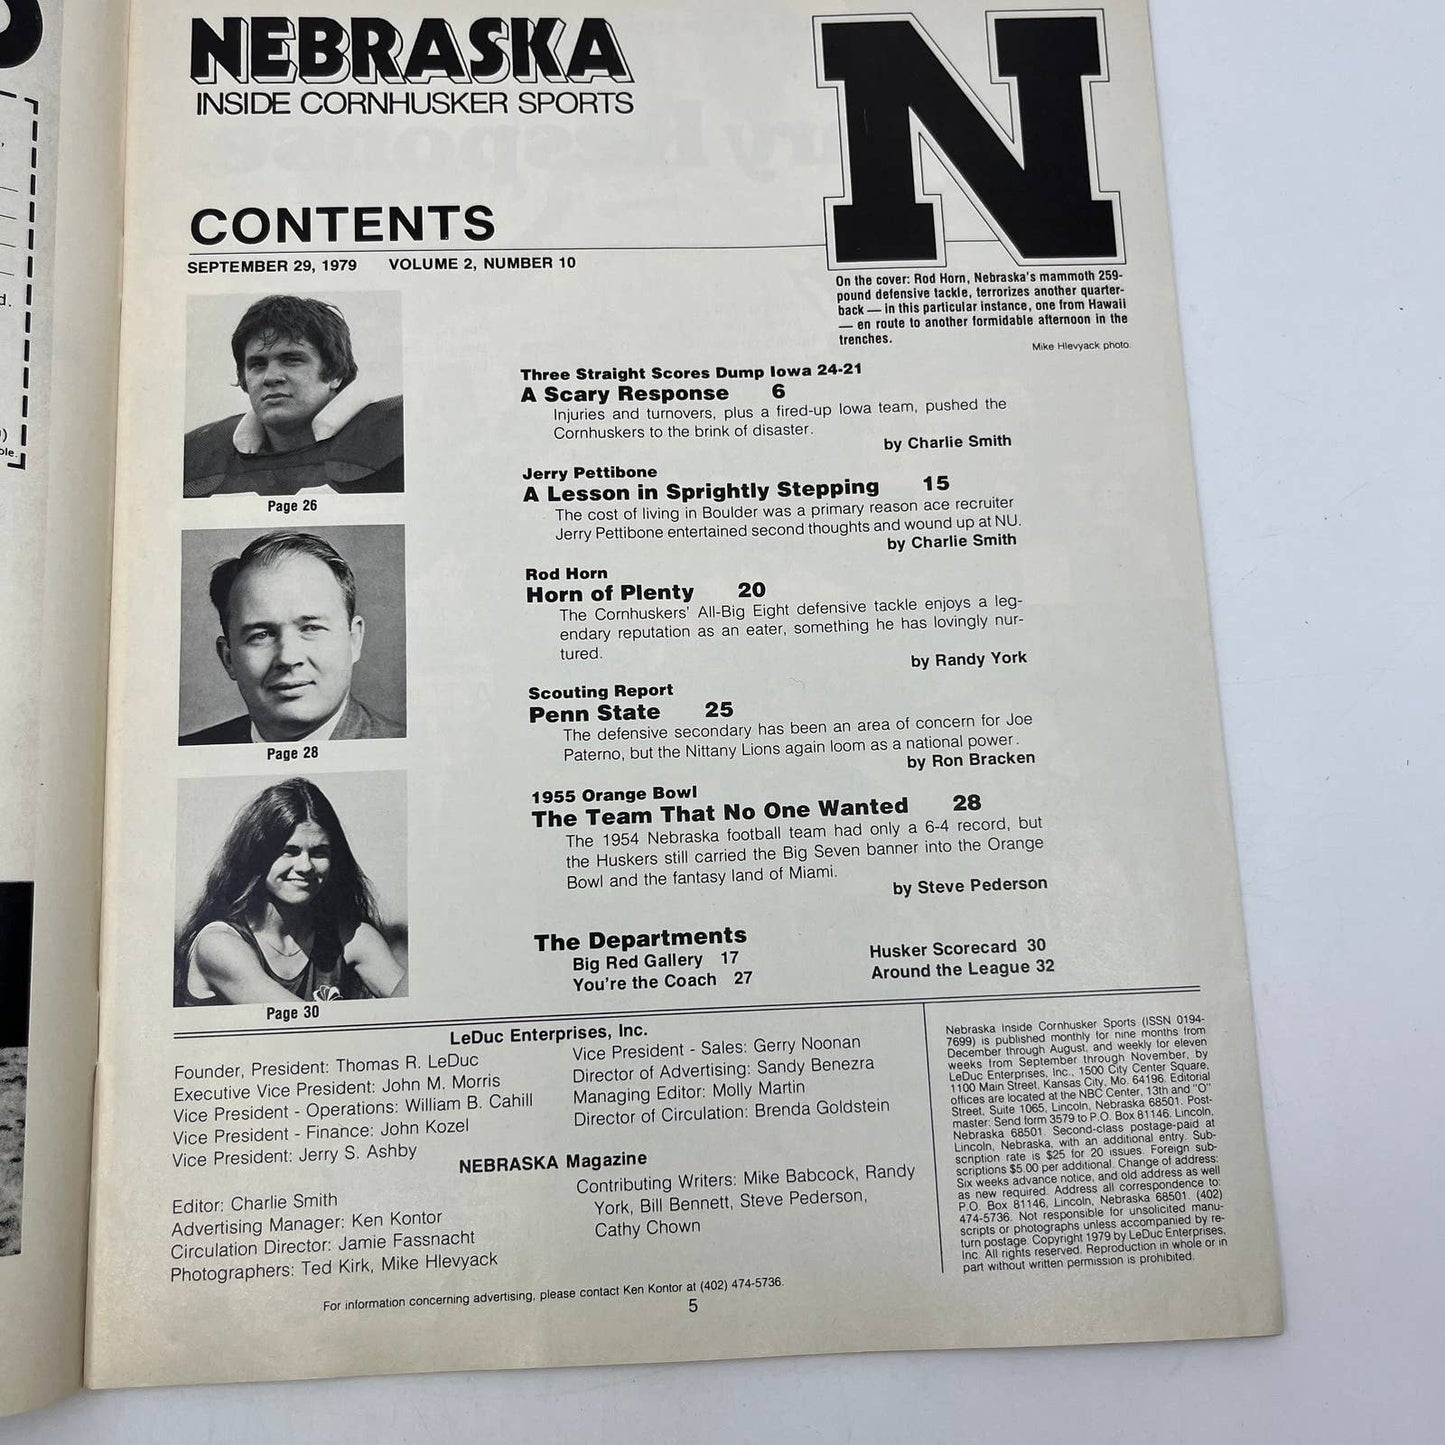 NEBRASKA
INSIDE CORNHUSKER SPORTS
N
CONTENTS
SEPTEMBER 29, 1979 VOLUME 2, NUMBER 10
On the cover: Rod Horn, Nebraska's mammoth 259-
pound defensive tackle, terrorizes another quarter-
back — in this particular instance, one from Hawaii
— en route to another formidable afternoon in the
trenches.
Mike Hlevyack photo.
Page 26
Page 28
Page 30
Three Straight Scores Dump Iowa 24-21
A Scary Response 6
Injuries and turnovers, plus a fired-up Iowa team, pushed the
Cornhuskers to the brink of disaster.
by Charlie Smith
Jerry Pettibone
A Lesson in Sprightly Stepping 15
The cost of living in Boulder was a primary reason ace recruiter
Jerry Pettibone entertained second thoughts and wound up at NU.
by Charlie Smith
Rod Horn
Horn of Plenty 20
The Cornhuskers' All-Big Eight defensive tackle enjoys a leg-
endary reputation as an eater, something he has lovingly nur-
tured.
by Randy York
Scouting Report
Penn State 25
The defensive secondary has been an area of concern for Joe
Paterno, but the Nittany Lions again loom as a national power.
by Ron Bracken
1955 Orange Bowl
The Team That No One Wanted 28
The 1954 Nebraska football team had only a 6-4 record, but
the Huskers still carried the Big Seven banner into the Orange
Bowl and the fantasy land of Miami.
by Steve Pederson
The Departments
Big Red Gallery 17
You're the Coach 27
Husker Scorecard 30
Around the League 32
LeDuc Enterprises, Inc.
Founder, President: Thomas R. LeDuc
Executive Vice President: John M. Morris
Vice President - Operations: William B. Cahill
Vice President - Finance: John Kozel
Vice President: Jerry S. Ashby
Vice President - Sales: Gerry Noonan
Director of Advertising: Sandy Benezra
Managing Editor: Molly Martin
Director of Circulation: Brenda Goldstein
NEBRASKA Magazine
Editor: Charlie Smith
Advertising Manager: Ken Kontor
Circulation Director: Jamie Fassnacht
Photographers: Ted Kirk, Mike Hlevyack
Contributing Writers: Mike Babcock, Randy
York, Bill Bennett, Steve Pederson,
Cathy Chown
Nebraska Inside Cornhusker Sports (ISSN 0194-
7699) is published monthly for nine months from
December through August, and weekly for eleven
weeks from September through November, by
LeDuc Enterprises, Inc., 1500 City Center Square,
1100 Main Street, Kansas City, Mo. 64196. Editorial
offices are located at the NBC Center, 13th and "O"
Street, Suite 1065, Lincoln, Nebraska 68501. Post-
master: Send form 3579 to P.O. Box 81146, Lincoln,
Nebraska 68501. Second-class postage-paid at
Lincoln, Nebraska, with an additional entry. Sub-
scription rate is $25 for 20 issues. Foreign sub-
scriptions $5.00 per additional. Change of address:
Six weeks advance notice, and old address as well
as new required. Address all correspondence to:
P.O. Box 81146, Lincoln, Nebraska 68501. (402)
474-5736. Not responsible for unsolicited manu-
scripts or photographs unless accompanied by re-
turn postage. Copyright 1979 by LeDuc Enterprises,
Inc. All rights reserved. Reproduction in whole or in
part without written permission is prohibited.
For information concerning advertising, please contact Ken Kontor at (402) 474-5736.
5